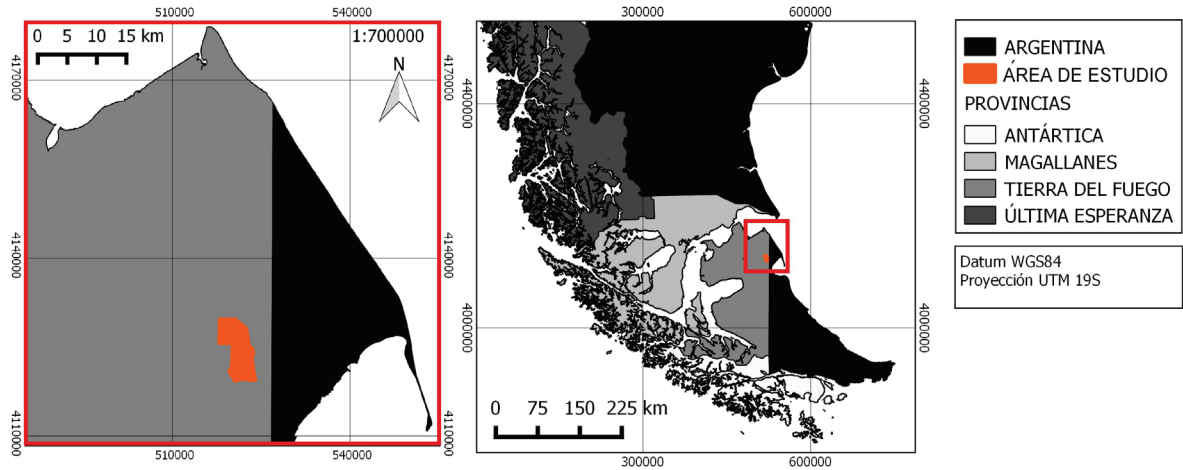 510000 540000
0 5 10 15 km
1:700000
N
4170000 4170000
4140000 4140000
4110000 4110000
510000 540000
300000 600000
4400000 4400000
4000000 4000000
0 75 150 225 km
300000 600000
ARGENTINA
ÁREA DE ESTUDIO
PROVINCIAS
ANTÁRTICA
MAGALLANES
TIERRA DEL FUEGO
ÚLTIMA ESPERANZA
Datum WGS84
Proyección UTM 19S